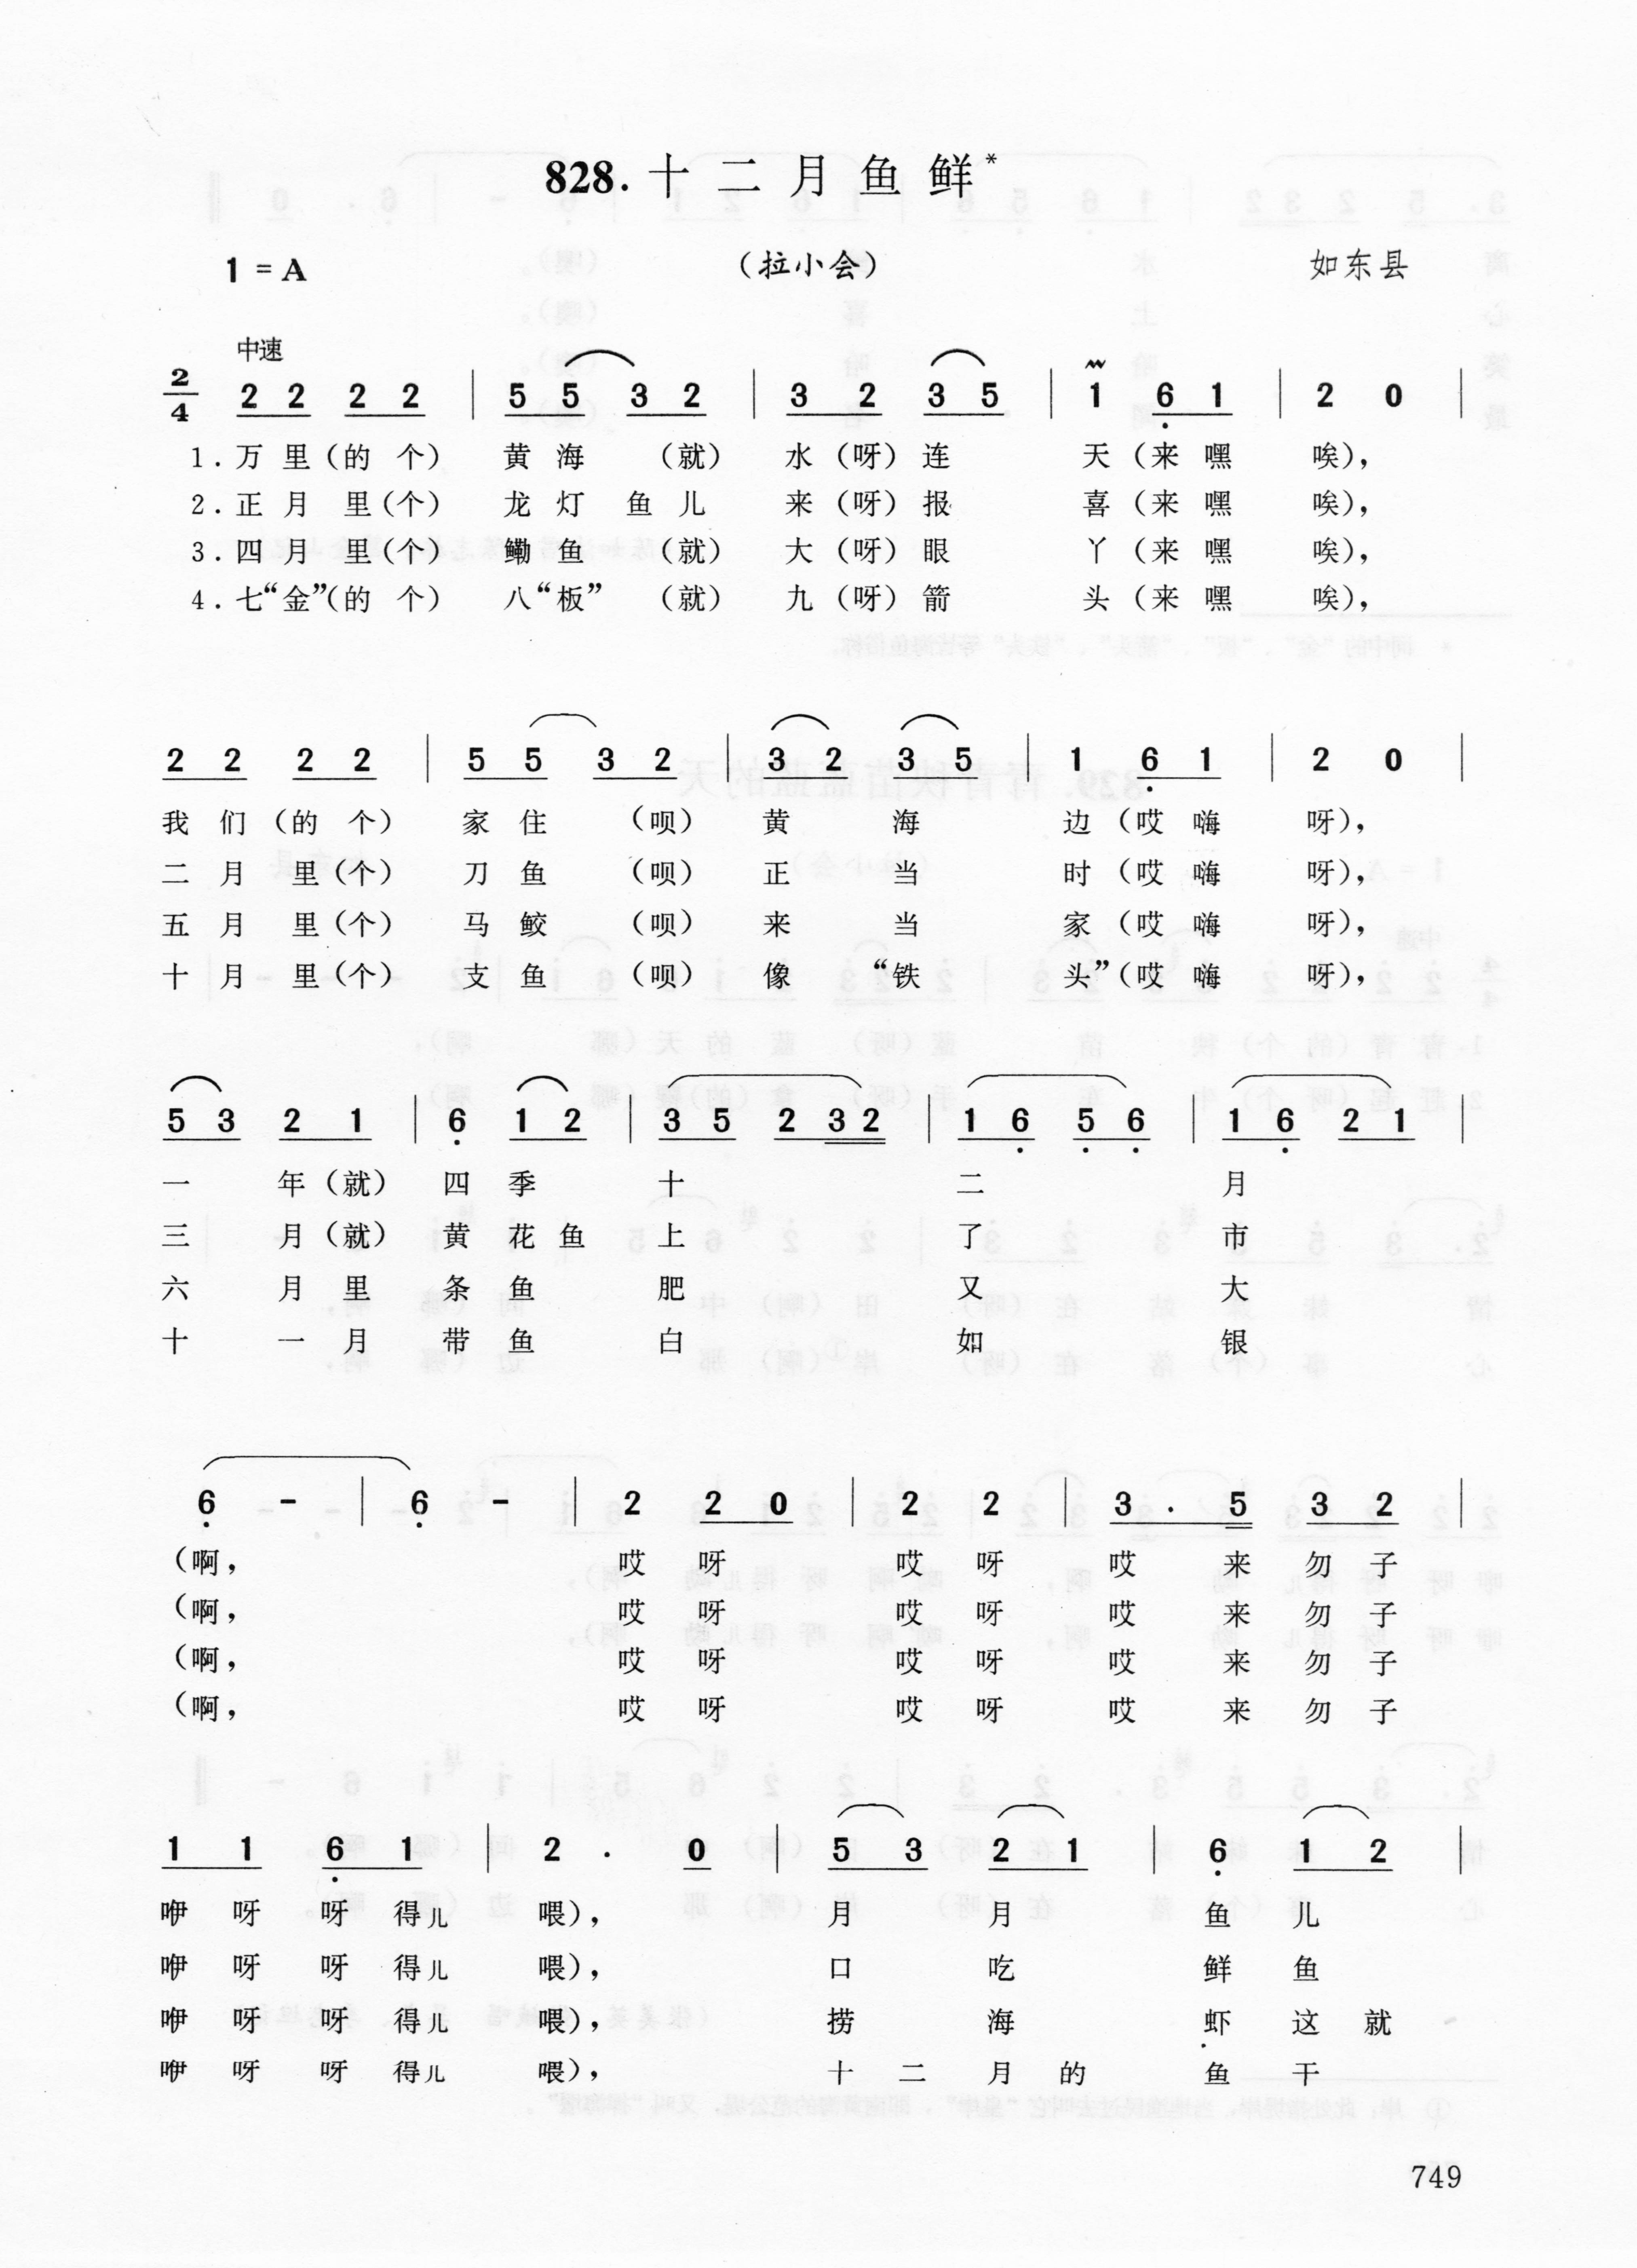 828. 十二月鱼鲜*
1 = A （拉小会） 如东县
中速
2/4 2 2 2 2 | 5 5 3 2 | 3 2 3 5 | 1 6 1 | 2 0 |
1. 万里（的个） 黄海 （就） 水（呀）连 天（来嘿 唉），
2. 正月 里（个） 龙灯 鱼儿 来（呀）报 喜（来嘿 唉），
3. 四月 里（个） 鳓鱼 （就） 大（呀）眼 丫（来嘿 唉），
4. 七“金”（的个） 八“板” （就） 九（呀）箭 头（来嘿 唉），
2 2 2 2 | 5 5 3 2 | 3 2 3 5 | 1 6 1 | 2 0 |
我们（的个） 家住 （呗） 黄 海 边（哎嗨 呀），
二月 里（个） 刀鱼 （呗） 正 当 时（哎嗨 呀），
五月 里（个） 马鲛 （呗） 来 当 家（哎嗨 呀），
十月 里（个） 支鱼 （呗） 像 “铁 头”（哎嗨 呀），
5 3 2 1 | 6 1 2 | 3 5 2 3 2 | 1 6 5 6 | 1 6 2 1 |
一 年（就） 四季 十 二 月
三 月（就） 黄花鱼 上 了 市
六 月里 条鱼 肥 又 大
十 一月 带鱼 白 如 银
6 - | 6 - | 2 2 0 | 2 2 | 3 . 5 3 2 |
（啊， 哎呀 哎呀 哎 来勿子
（啊， 哎呀 哎呀 哎 来勿子
（啊， 哎呀 哎呀 哎 来勿子
（啊， 哎呀 哎呀 哎 来勿子
1 1 6 1 | 2 . 0 | 5 3 2 1 | 6 1 2 |
咿呀 呀得儿 喂）， 月 月 鱼儿
咿呀 呀得儿 喂）， 口 吃 鲜鱼
咿呀 呀得儿 喂）， 捞 海 虾这就
咿呀 呀得儿 喂）， 十二 月的 鱼干
749